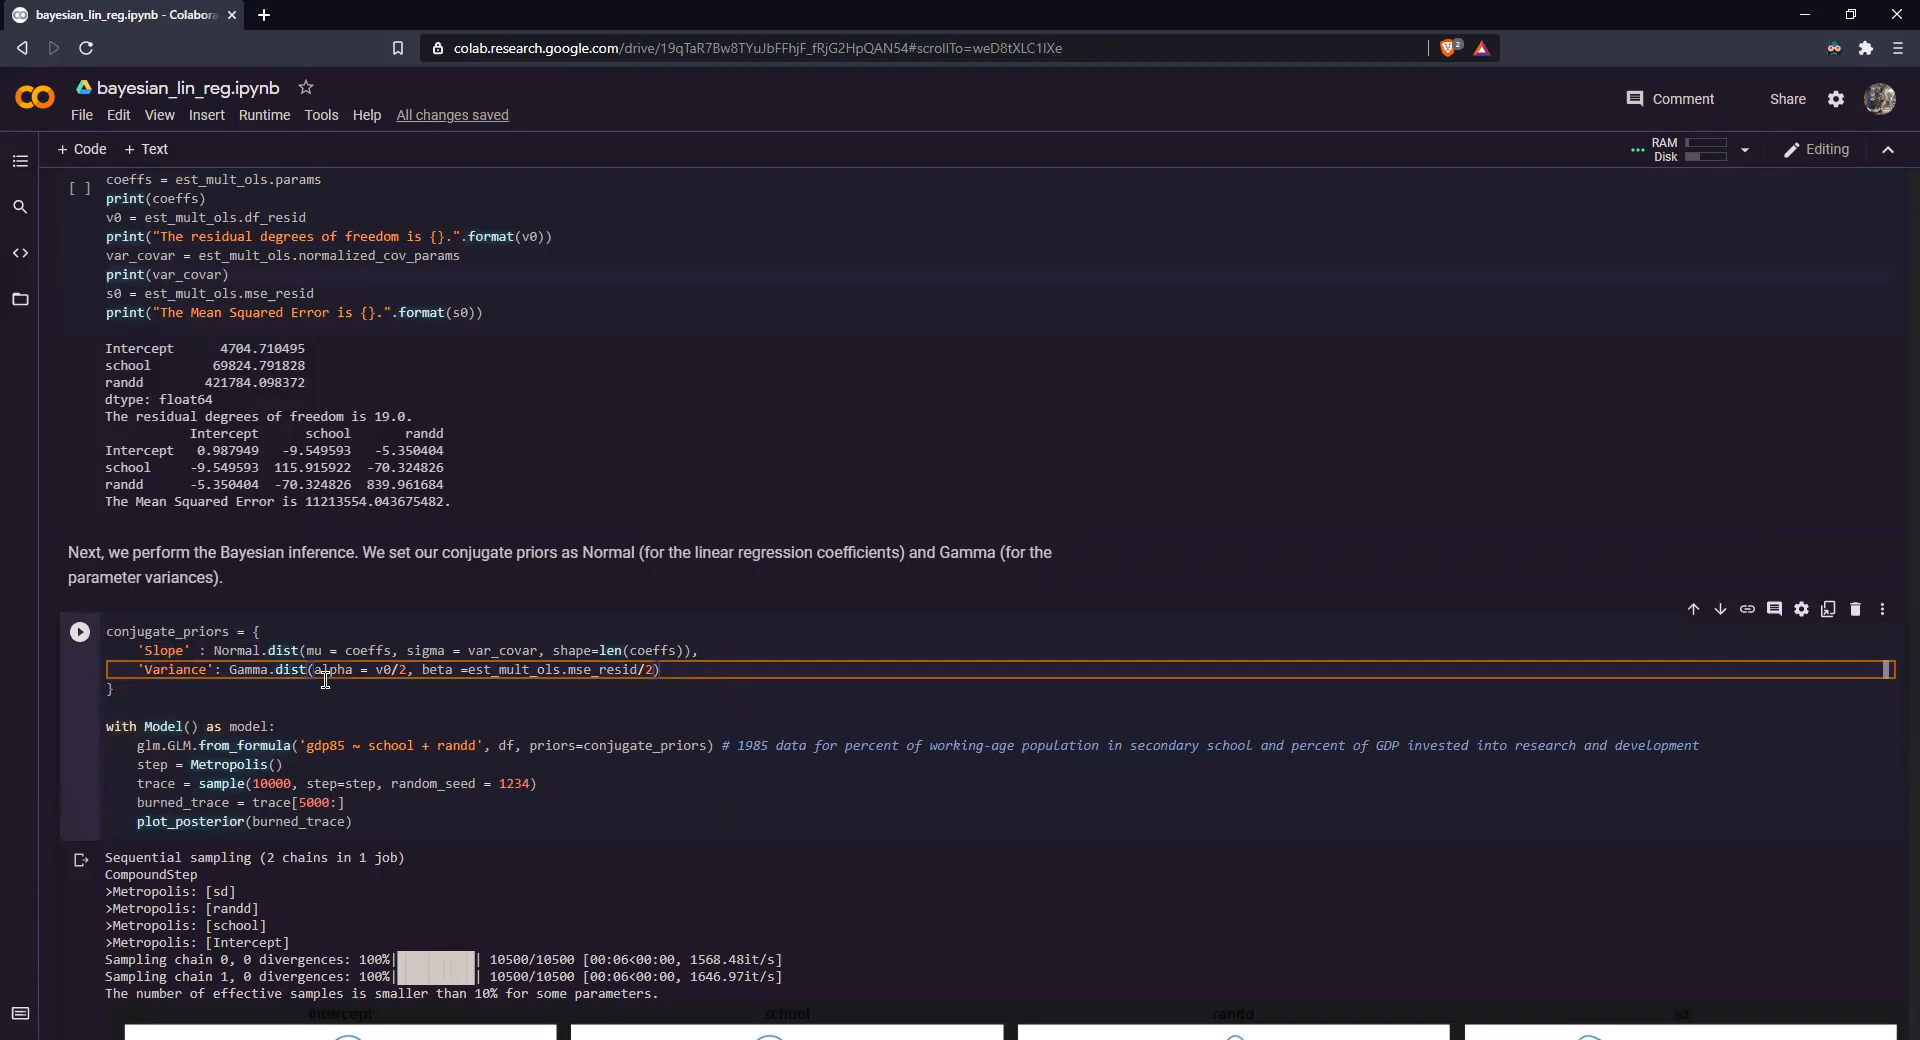 bayesian_lin_reg.ipynb - Colabora
colab.research.google.com/drive/19qTaR7Bw8TYuJbFFhjF_fRjG2HpQAN54#scrollTo=weD8tXLC1IXe
2
CO
bayesian_lin_reg.ipynb
File Edit View Insert Runtime Tools Help All changes saved
Comment Share
+ Code + Text
RAM
Disk
Editing
[ ]
coeffs = est_mult_ols.params
print(coeffs)
v0 = est_mult_ols.df_resid
print("The residual degrees of freedom is {}.".format(v0))
var_covar = est_mult_ols.normalized_cov_params
print(var_covar)
s0 = est_mult_ols.mse_resid
print("The Mean Squared Error is {}.".format(s0))
Intercept 4704.710495
school 69824.791828
randd 421784.098372
dtype: float64
The residual degrees of freedom is 19.0.
Intercept school randd
Intercept 0.987949 -9.549593 -5.350404
school -9.549593 115.915922 -70.324826
randd -5.350404 -70.324826 839.961684
The Mean Squared Error is 11213554.043675482.
Next, we perform the Bayesian inference. We set our conjugate priors as Normal (for the linear regression coefficients) and Gamma (for the
parameter variances).
conjugate_priors = {
'Slope' : Normal.dist(mu = coeffs, sigma = var_covar, shape=len(coeffs)),
'Variance': Gamma.dist(alpha = v0/2, beta =est_mult_ols.mse_resid/2)
}
with Model() as model:
glm.GLM.from_formula('gdp85 ~ school + randd', df, priors=conjugate_priors) # 1985 data for percent of working-age population in secondary school and percent of GDP invested into research and development
step = Metropolis()
trace = sample(10000, step=step, random_seed = 1234)
burned_trace = trace[5000:]
plot_posterior(burned_trace)
Sequential sampling (2 chains in 1 job)
CompoundStep
>Metropolis: [sd]
>Metropolis: [randd]
>Metropolis: [school]
>Metropolis: [Intercept]
Sampling chain 0, 0 divergences: 100%| | 10500/10500 [00:06<00:00, 1568.48it/s]
Sampling chain 1, 0 divergences: 100%| | 10500/10500 [00:06<00:00, 1646.97it/s]
The number of effective samples is smaller than 10% for some parameters.
Intercept school randd sd